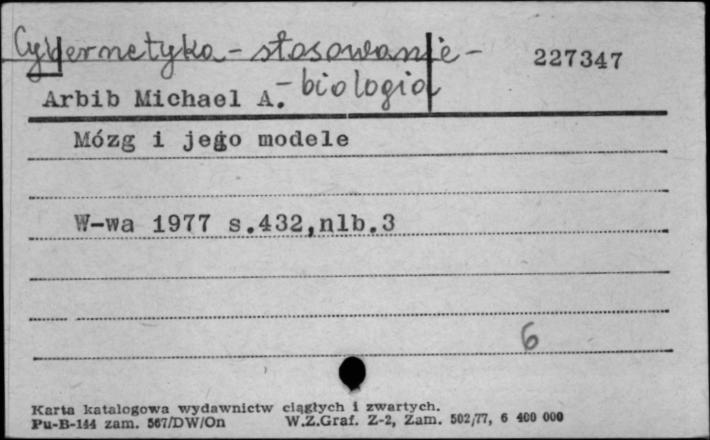 Cybernetyka - stosowanie -
227347
- biologia
Arbib Michael A.
Mózg i jego modele
W-wa 1977 s.432,nlb.3
6
Karta katalogowa wydawnictw ciągłych i zwartych.
Pu-B-144 zam. 567/DW/On W.Z.Graf. Z-2, Zam. 502/77, 6 400 000